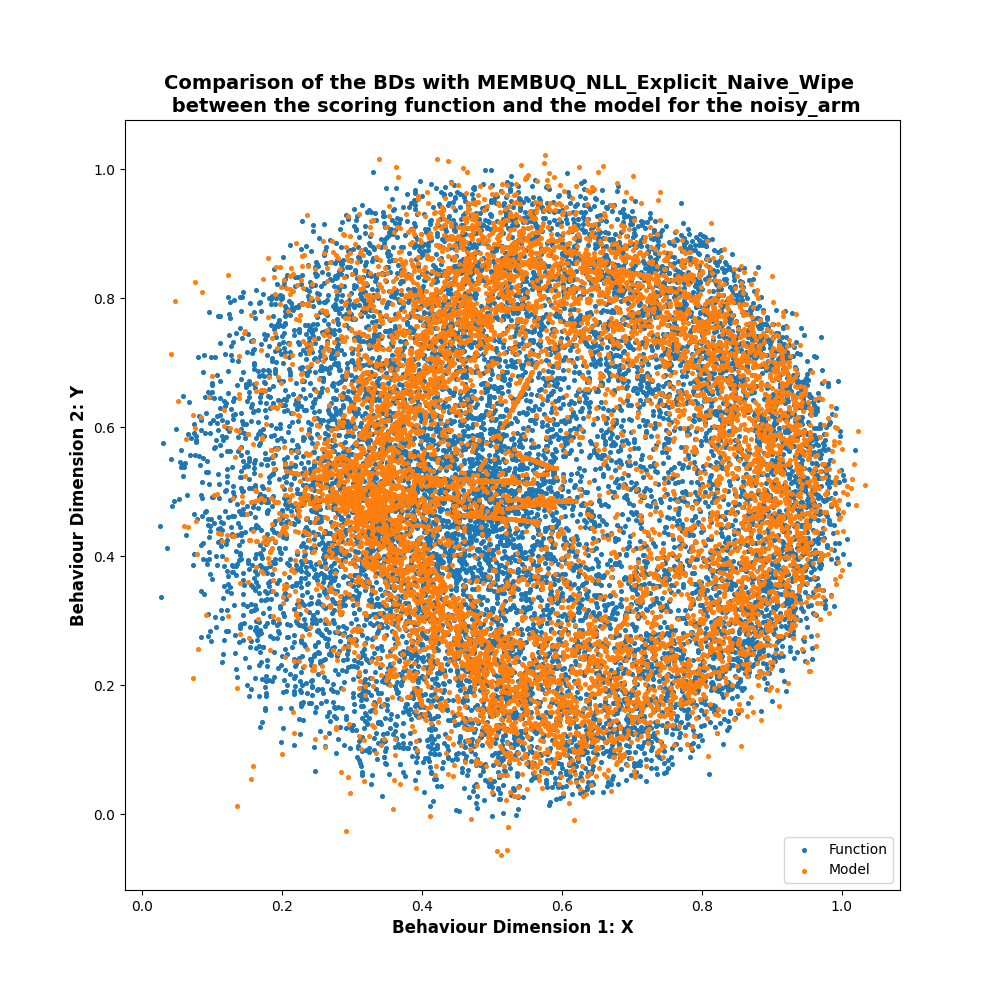 Comparison of the BDs with MEMBUQ_NLL_Explicit_Naive_Wipe
between the scoring function and the model for the noisy_arm
1.0
0.8
0.6
0.4
0.2
0.0
Behaviour Dimension 2: Y
Function
Model
0.0 0.2 0.4 0.6 0.8 1.0
Behaviour Dimension 1: X